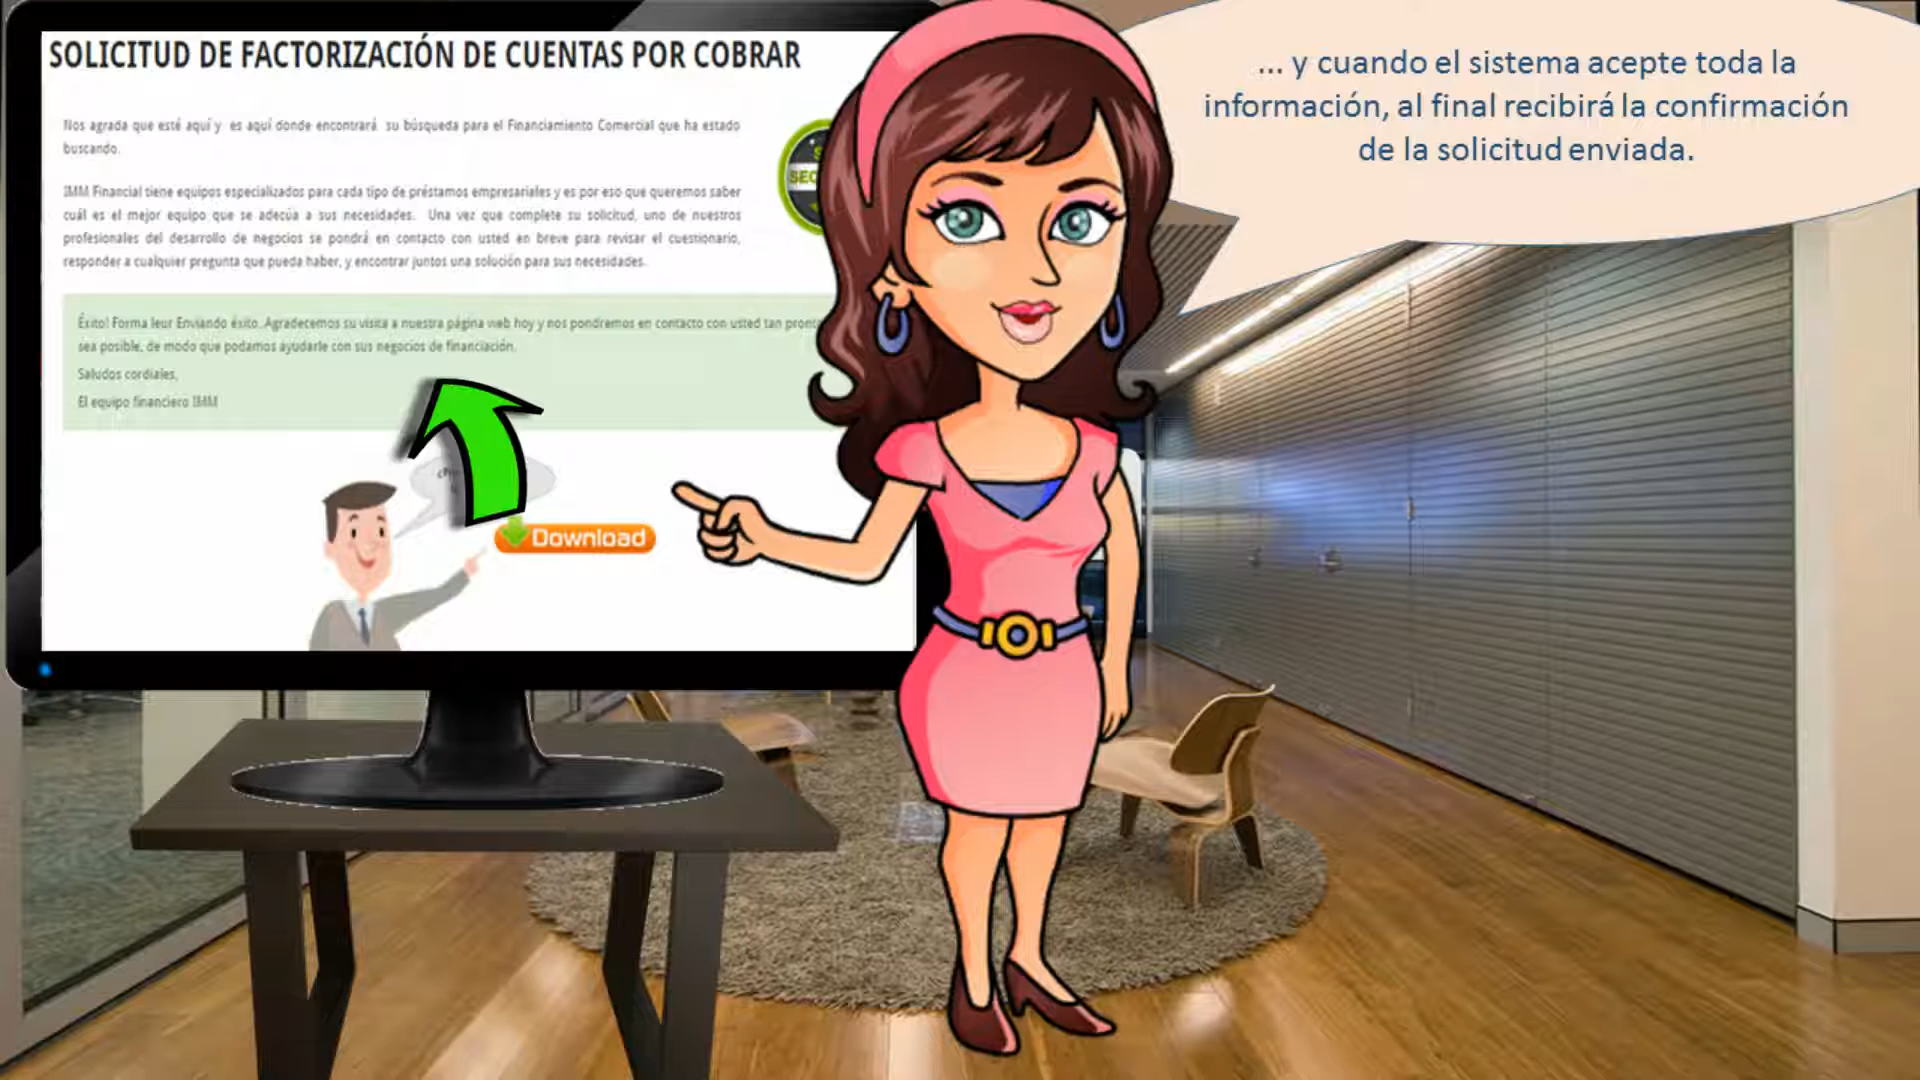 SOLICITUD DE FACTORIZACIÓN DE CUENTAS POR COBRAR
Nos agrada que esté aquí y es aquí donde encontrará su búsqueda para el Financiamiento Comercial que ha estado
buscando.
IMM Financial tiene equipos especializados para cada tipo de préstamos empresariales y es por eso que queremos saber
cuál es el mejor equipo que se adecúa a sus necesidades. Una vez que complete su solicitud, uno de nuestros
profesionales del desarrollo de negocios se pondrá en contacto con usted en breve para revisar el cuestionario,
responder a cualquier pregunta que pueda haber, y encontrar juntos una solución para sus necesidades.
Éxito! Forma leur Enviando éxito. Agradecemos su visita a nuestra página web hoy y nos pondremos en contacto con usted tan
sea posible, de modo que podamos ayudarle con sus negocios de financiación.
Saludos cordiales,
El equipo financiero IMM
Download
... y cuando el sistema acepte toda la
información, al final recibirá la confirmación
de la solicitud enviada.